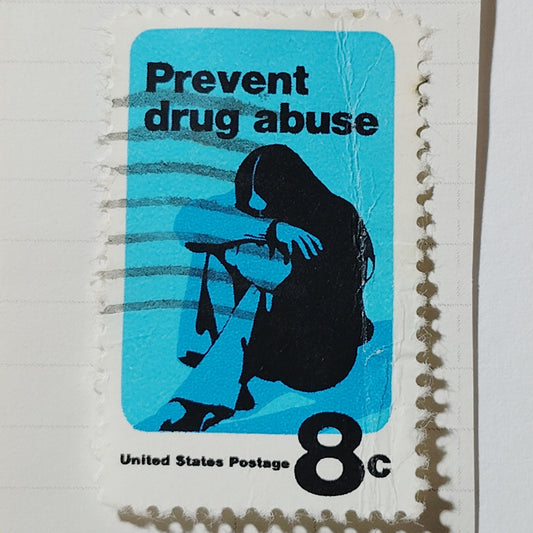 Prevent
drug abuse
United States Postage 8c